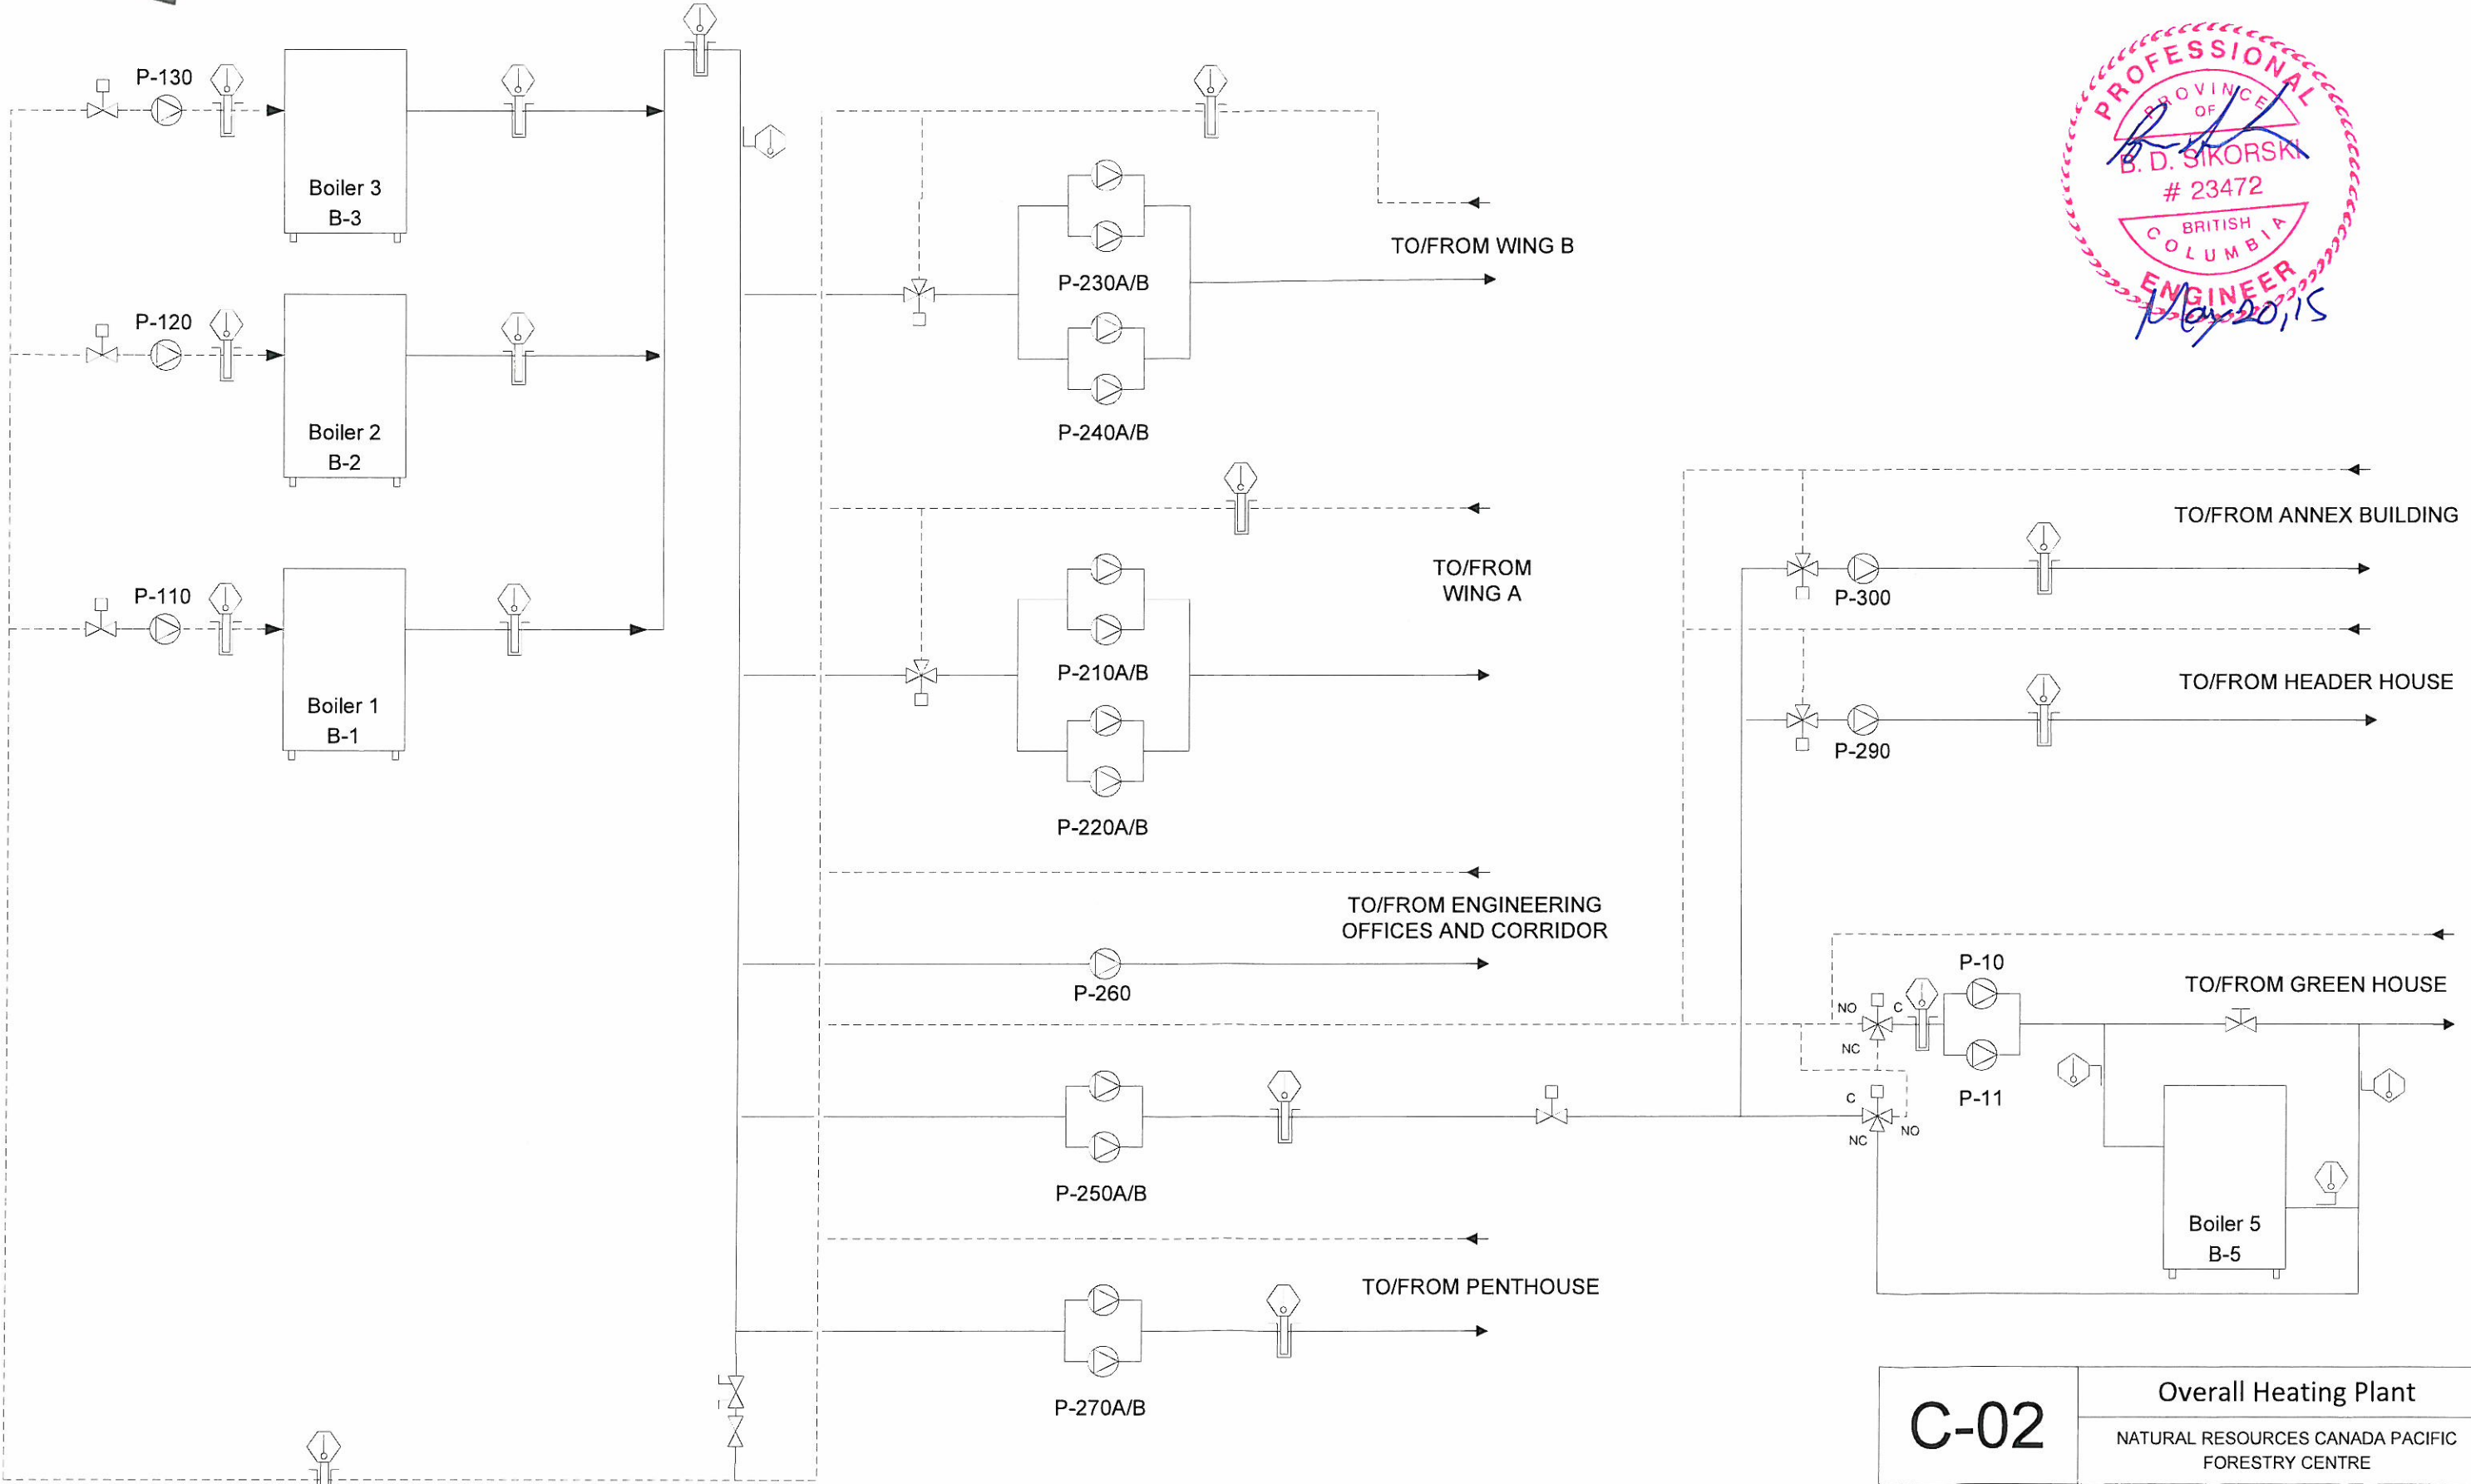 P-130
Boiler 3
B-3
P-120
Boiler 2
B-2
P-110
Boiler 1
B-1
P-230A/B
P-240A/B
TO/FROM WING B
P-210A/B
P-220A/B
TO/FROM
WING A
TO/FROM ENGINEERING
OFFICES AND CORRIDOR
P-260
P-250A/B
TO/FROM PENTHOUSE
P-270A/B
PROFESSIONAL
PROVINCE
OF
B. D. SIKORSKI
# 23472
BRITISH
COLUMBIA
ENGINEER
May 20, 15
TO/FROM ANNEX BUILDING
P-300
TO/FROM HEADER HOUSE
P-290
P-10
TO/FROM GREEN HOUSE
NO
C
NC
P-11
C
NO
NC
Boiler 5
B-5
C
C-02
Overall Heating Plant
NATURAL RESOURCES CANADA PACIFIC
FORESTRY CENTRE